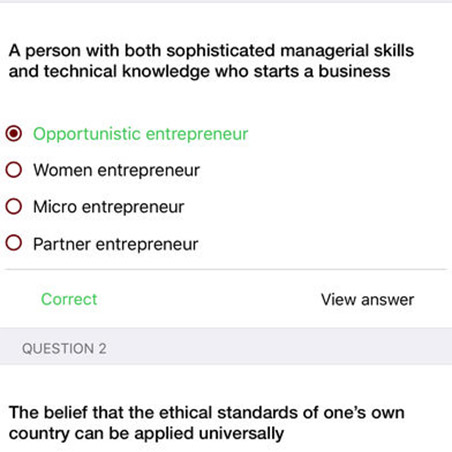 A person with both sophisticated managerial skills
and technical knowledge who starts a business
Opportunistic entrepreneur
Women entrepreneur
Micro entrepreneur
Partner entrepreneur
Correct View answer
QUESTION 2
The belief that the ethical standards of one’s own
country can be applied universally